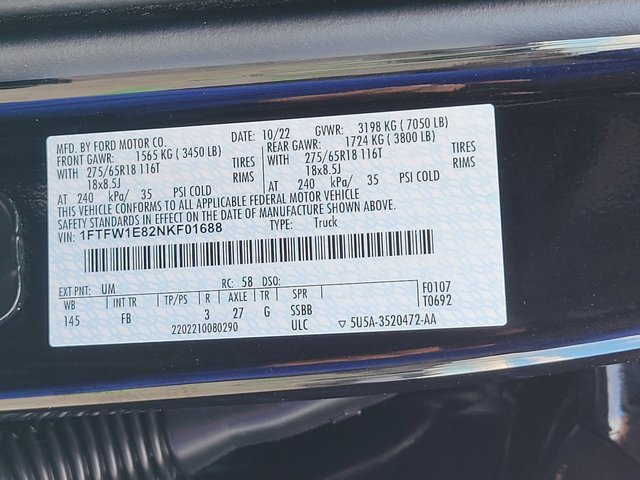 MFD. BY FORD MOTOR CO. DATE: 10/22 GVWR: 3198 KG ( 7050 LB)
FRONT GAWR: 1565 KG ( 3450 LB) REAR GAWR: 1724 KG ( 3800 LB)
WITH 275/65R18 116T TIRES WITH 275/65R18 116T TIRES
18x8.5J RIMS 18x8.5J RIMS
AT 240 kPa/ 35 PSI COLD AT 240 kPa/ 35 PSI COLD
THIS VEHICLE CONFORMS TO ALL APPLICABLE FEDERAL MOTOR VEHICLE
SAFETY STANDARDS IN EFFECT ON THE DATE OF MANUFACTURE SHOWN ABOVE
VIN: 1FTFW1E82NKF01688 TYPE: Truck
EXT PNT: UM RC: 58 DSO: F0107
WB INT TR TP/PS R AXLE TR SPR T0692
145 FB 3 27 G SSBB
2202210080290 ULC ▽ 5U5A-3520472-AA